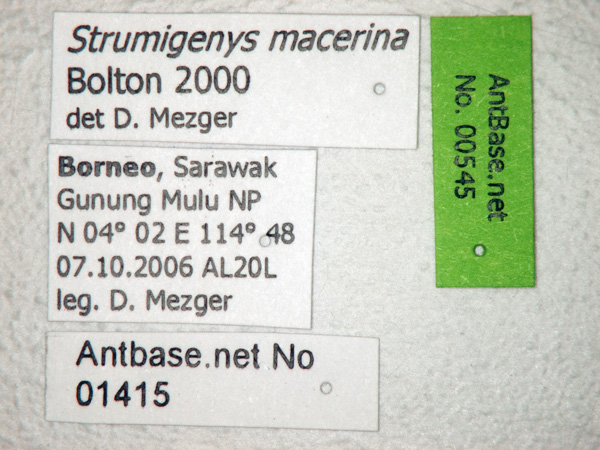 Strumigenys macerina
Bolton 2000
det D. Mezger
Borneo, Sarawak
Gunung Mulu NP
N 04° 02 E 114° 48
07.10.2006 AL20L
leg. D. Mezger
Antbase.net No
01415
AntBase.net
No. 00545